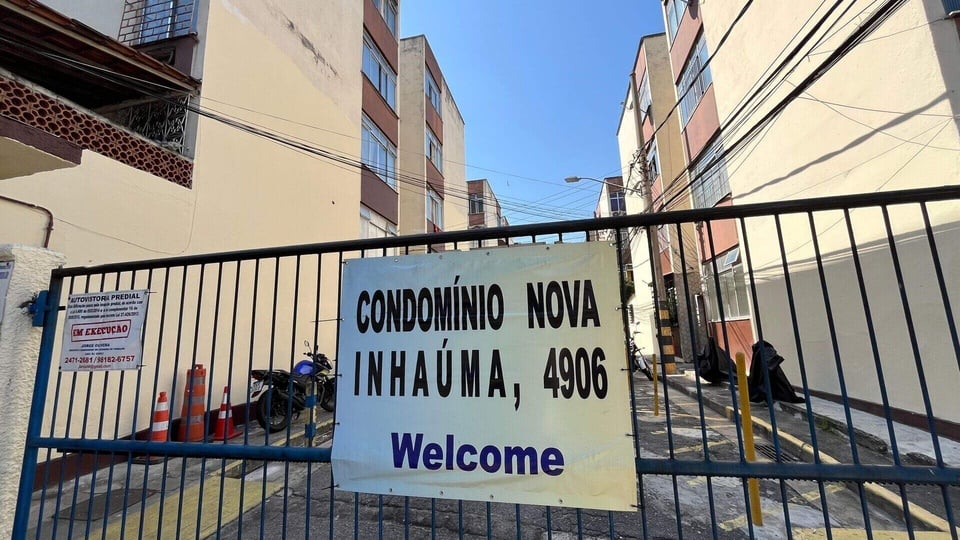 AUTOVISTORIA PREDIAL
EM EXECUÇÃO
CONDOMÍNIO NOVA
INHAÚMA, 4906
Welcome